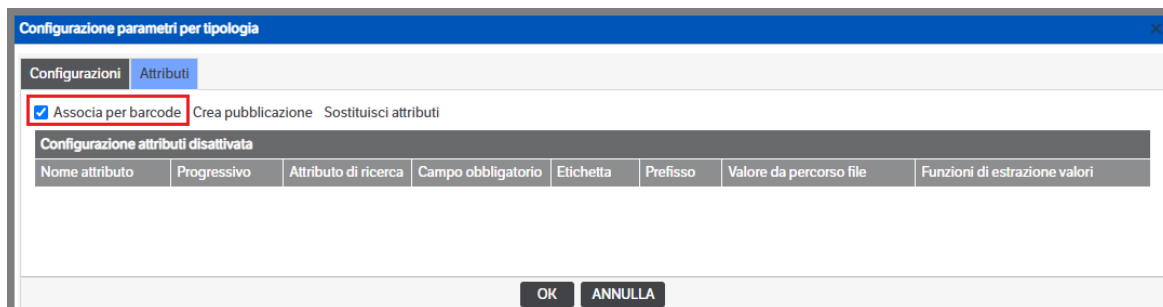 Configurazione parametri per tipologia
Configurazioni Attributi
Associa per barcode Crea pubblicazione Sostituisci attributi
Configurazione attributi disattivata
Nome attributo Progressivo Attributo di ricerca Campo obbligatorio Etichetta Prefisso Valore da percorso file Funzioni di estrazione valori
OK ANNULLA